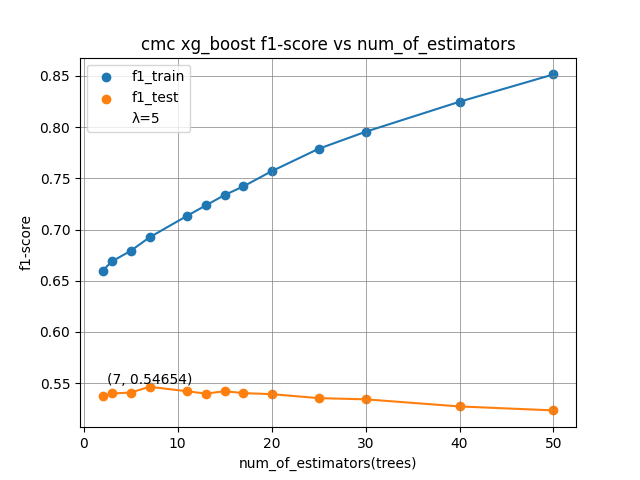 cmc xg_boost f1-score vs num_of_estimators
f1_train
f1_test
λ=5
f1-score
0.85
0.80
0.75
0.70
0.65
0.60
0.55
(7, 0.54654)
0 10 20 30 40 50
num_of_estimators(trees)